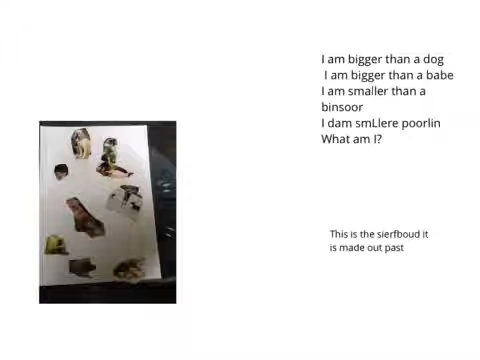 I am bigger than a dog
I am bigger than a babe
I am smaller than a
binsoor
I dam smLlere poorlin
What am I?
This is the sierfboud it
is made out past